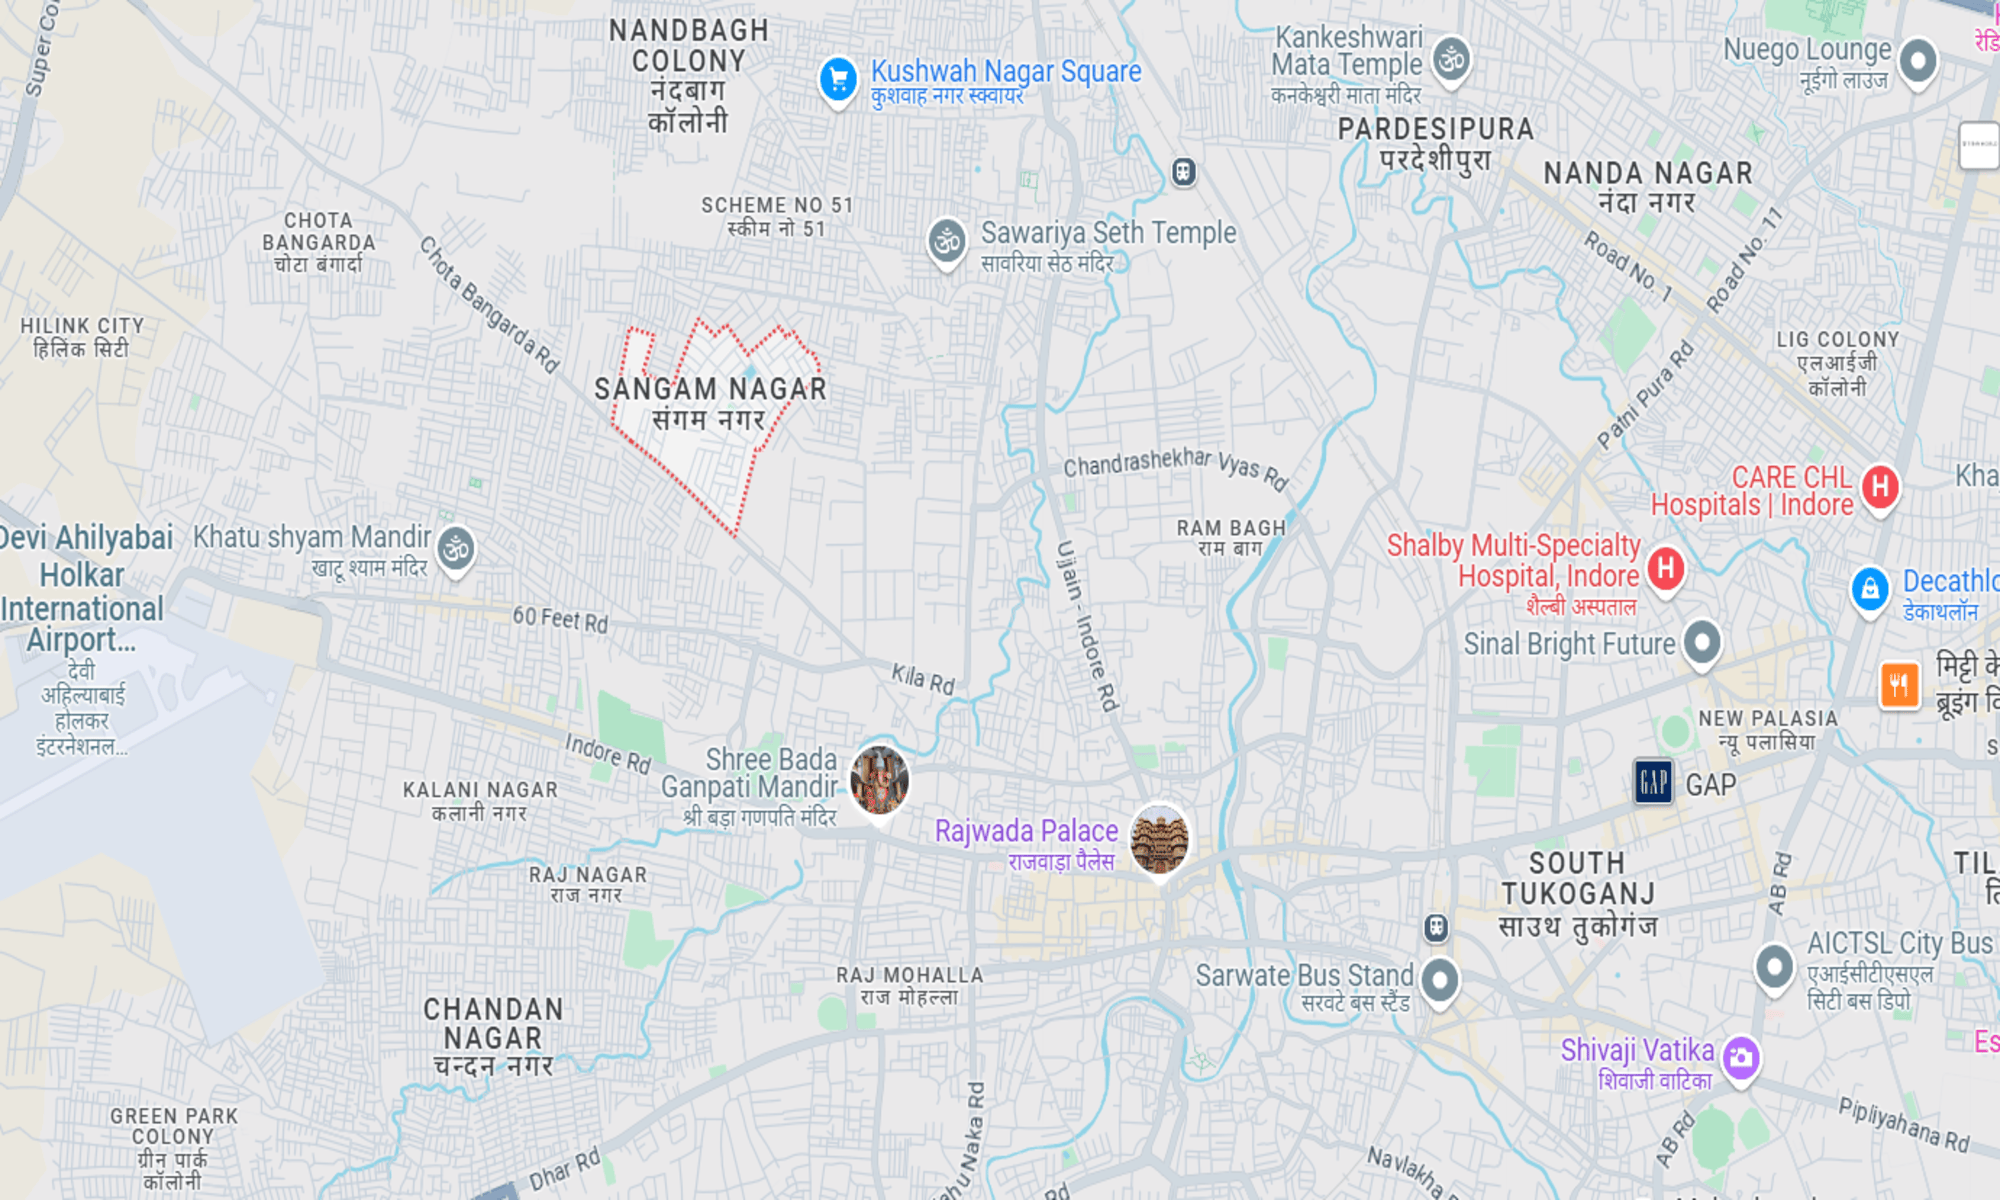 Super Co
NANDBAGH
COLONY
नंदबाग
कॉलोनी
Kushwah Nagar Square
कुशवाह नगर स्क्वायर
Kankeshwari
Mata Temple
कनकेश्वरी माता मंदिर
Nuego Lounge
नूईगो लाउंज
रेडि
PARDESIPURA
परदेशीपुरा
NANDA NAGAR
नंदा नगर
SCHEME NO 51
स्कीम नो 51
CHOTA
BANGARDA
चोटा बंगार्दा
Chota Bangarda Rd
Sawariya Seth Temple
सावरिया सेठ मंदिर
Road No. 1
Road No. 11
HILINK CITY
हिलिंक सिटी
LIG COLONY
एलआईजी
कॉलोनी
SANGAM NAGAR
संगम नगर
Patni Pura Rd
Chandrashekhar Vyas Rd
CARE CHL
Hospitals | Indore
Kha
RAM BAGH
राम बाग
Devi Ahilyabai
Holkar
International
Airport...
देवी
अहिल्याबाई
होलकर
इंटरनेशनल...
Khatu shyam Mandir
खाटू श्याम मंदिर
Shalby Multi-Specialty
Hospital, Indore
शैल्बी अस्पताल
Decathlo
डेकाथलॉन
60 Feet Rd
Ujjain - Indore Rd
Sinal Bright Future
Kila Rd
मिट्टी के
ब्रूइंग वि
NEW PALASIA
न्यू पलासिया
Indore Rd
Shree Bada
Ganpati Mandir
श्री बड़ा गणपति मंदिर
GAP
GAP
KALANI NAGAR
कलानी नगर
Rajwada Palace
राजवाड़ा पैलेस
RAJ NAGAR
राज नगर
SOUTH
TUKOGANJ
साउथ तुकोगंज
AB Rd
TIL
ति
AICTSL City Bus
एआईसीटीएसएल
सिटी बस डिपो
RAJ MOHALLA
राज मोहल्ला
Sarwate Bus Stand
सरवटे बस स्टैंड
CHANDAN
NAGAR
चन्दन नगर
Shivaji Vatika
शिवाजी वाटिका
Es
GREEN PARK
COLONY
ग्रीन पार्क
कॉलोनी
Dhar Rd
ahu Naka Rd
Rd
Navlakha
AB Rd
Pipliyahana Rd